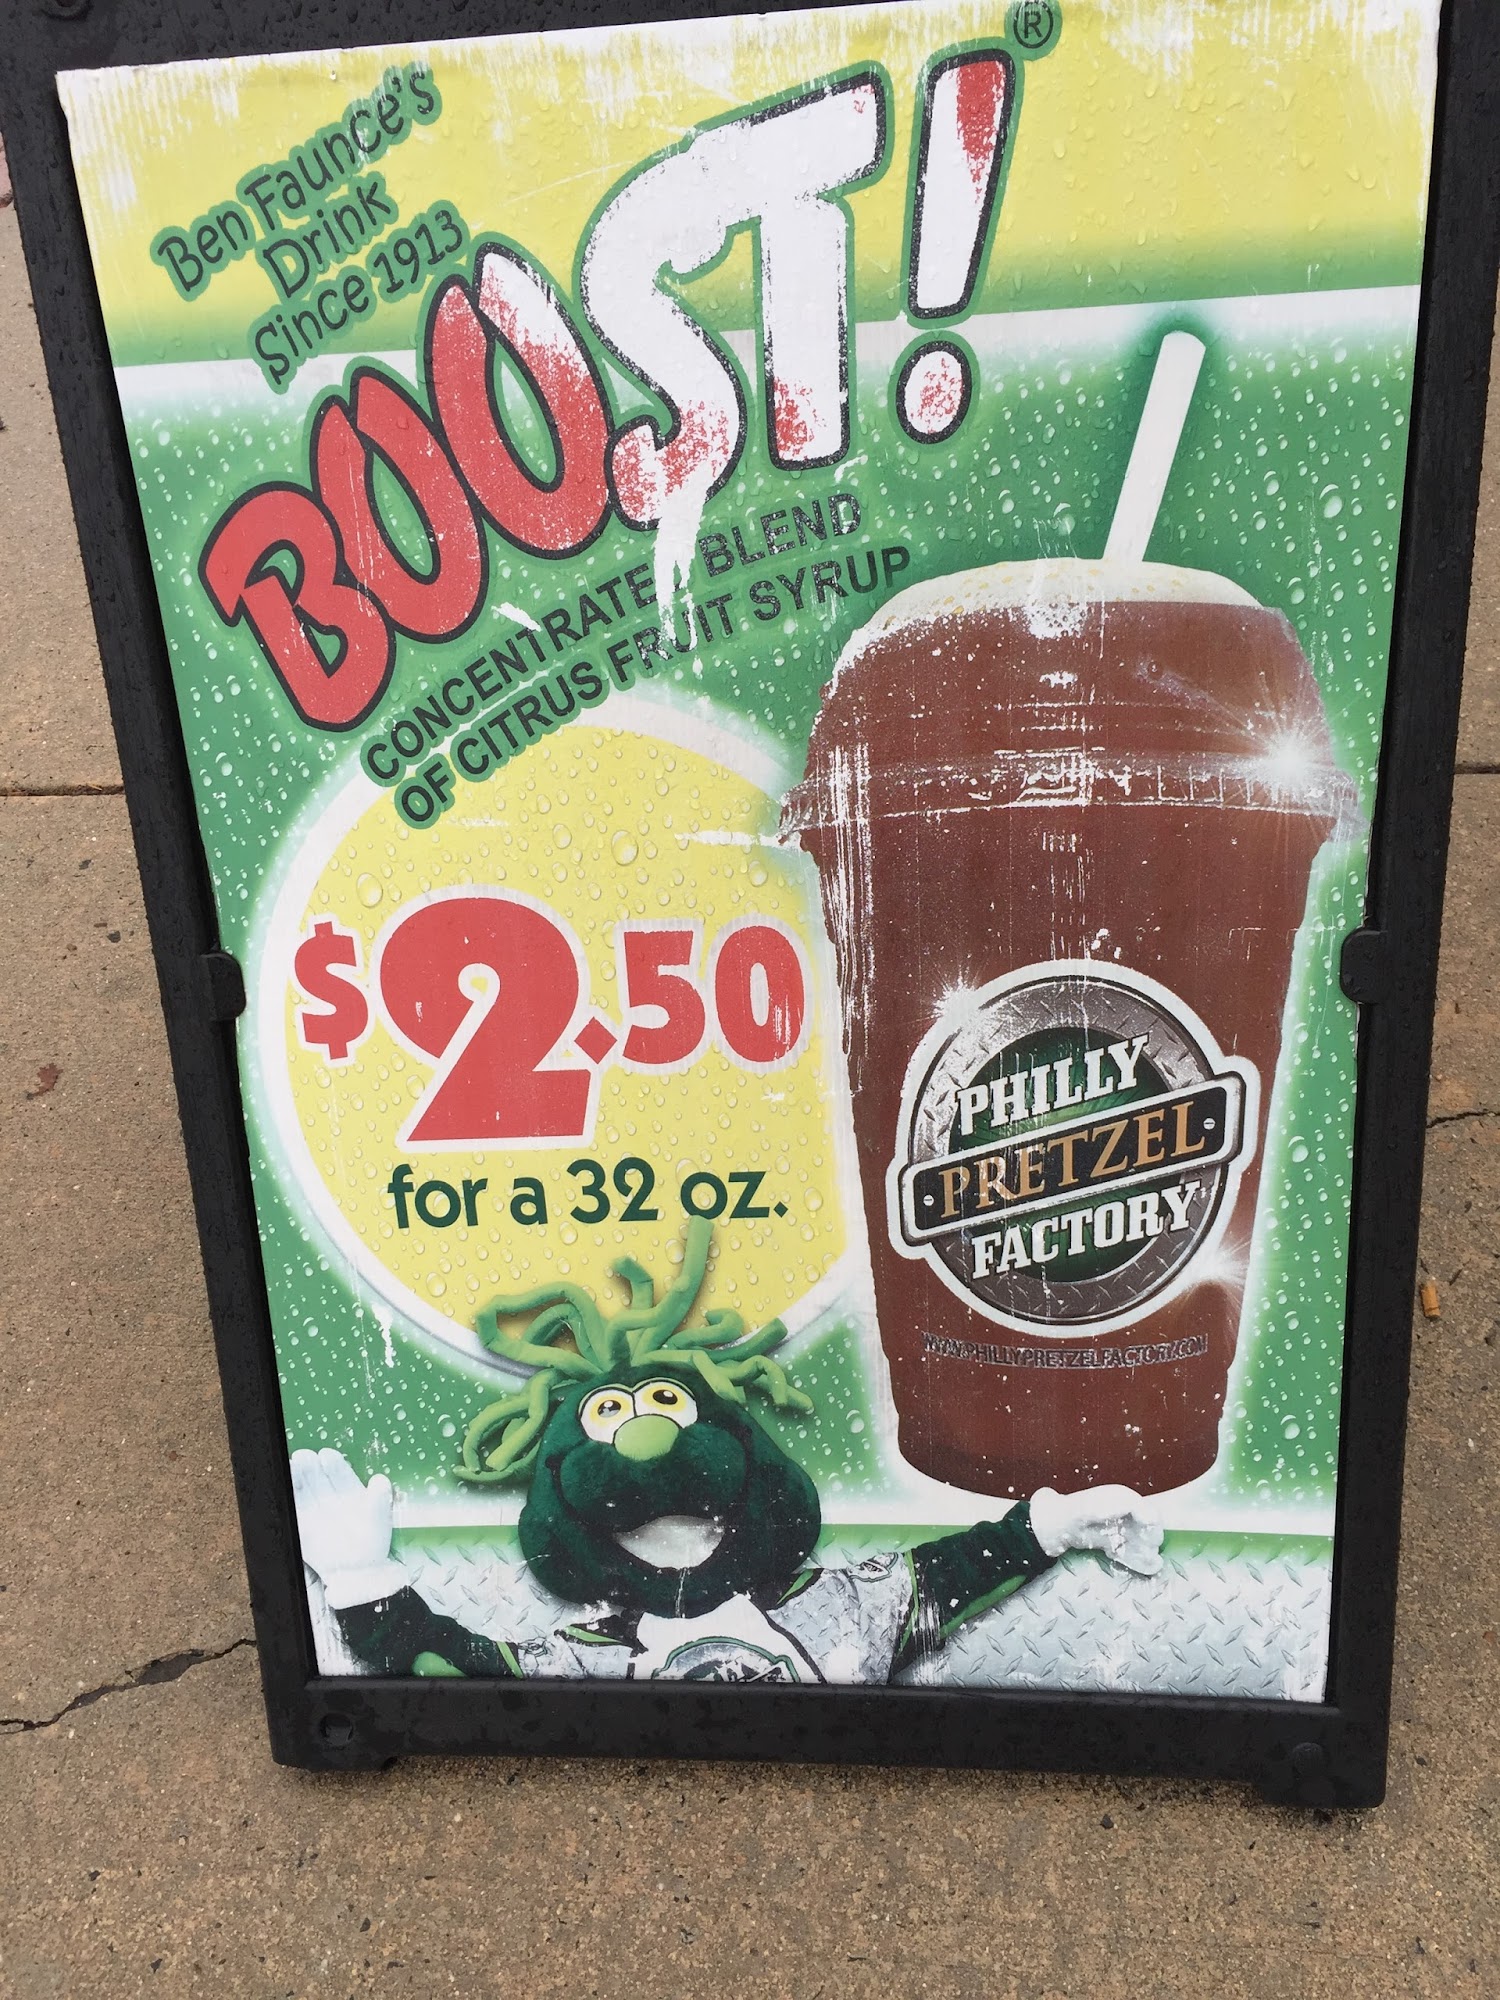 Ben Faunce's
Drink
Since 1913
BOOST!®
CONCENTRATED BLEND
OF CITRUS FRUIT SYRUP
$2.50
for a 32 oz.
PHILLY
PRETZEL
FACTORY
WWW.PHILLYPRETZELFACTORY.COM